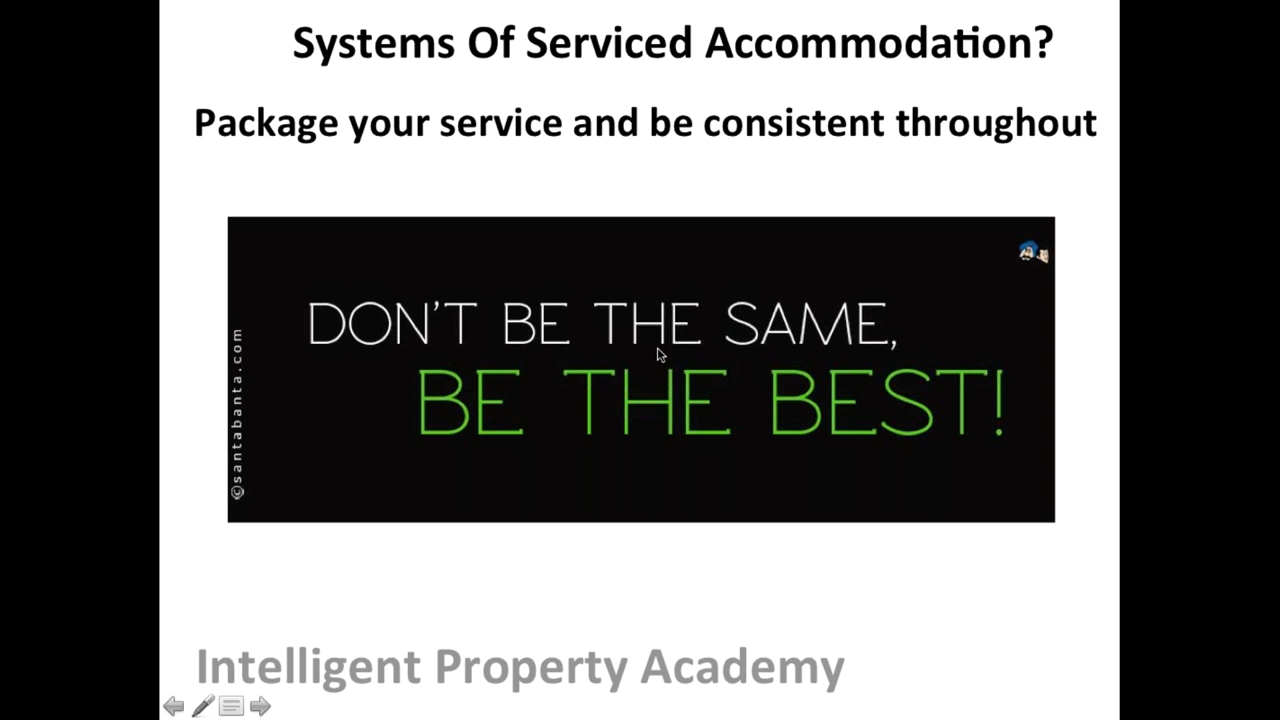 Systems Of Serviced Accommodation?
Package your service and be consistent throughout
DON'T BE THE SAME,
BE THE BEST!
©santabanta.com
Intelligent Property Academy